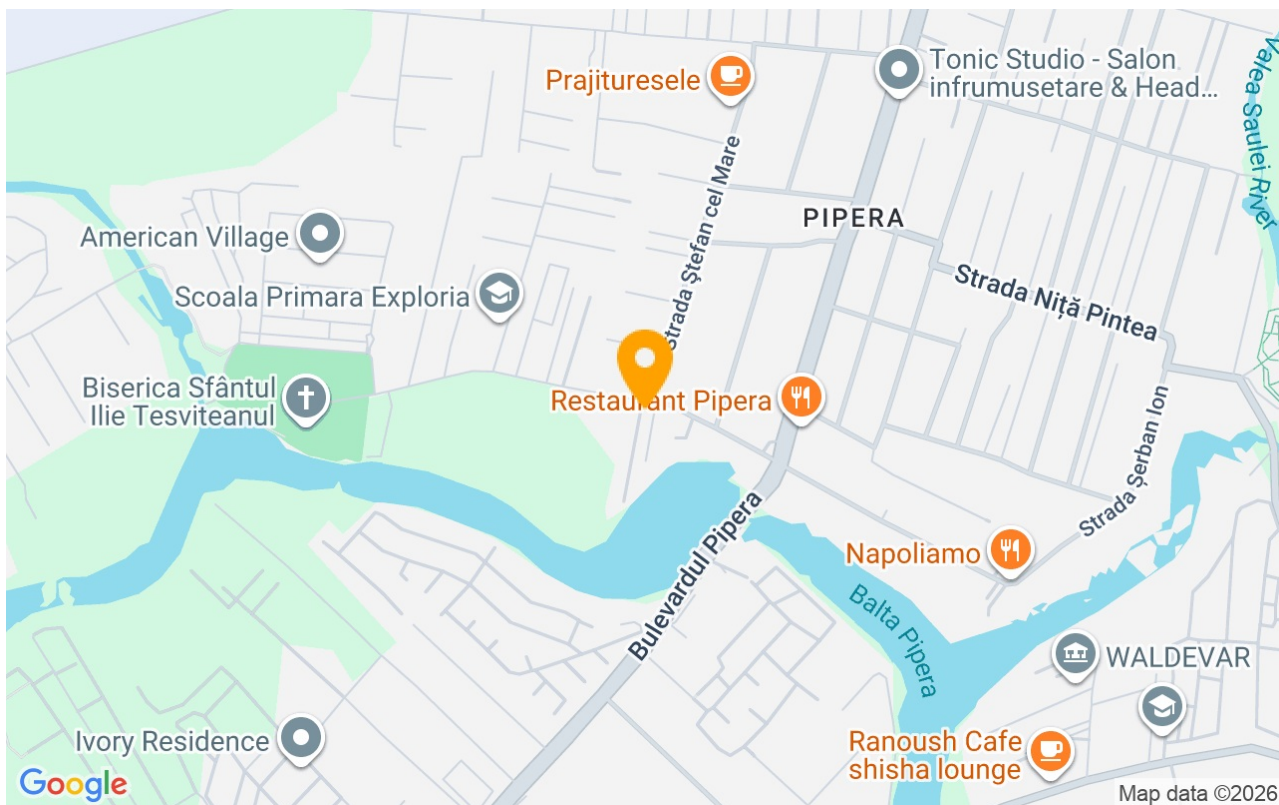 Prajituresele
Tonic Studio - Salon
infrumusetare & Head...
Valea Saulei River
Strada Ștefan cel Mare
PIPERA
American Village
Scoala Primara Exploria
Strada Niță Pintea
Biserica Sfântul
Ilie Tesviteanul
Restaurant Pipera
Strada Șerban Ion
Bulevardul Pipera
Napoliamo
Balta Pipera
WALDEVAR
Ivory Residence
Ranoush Cafe
shisha lounge
Google
Map data ©2026